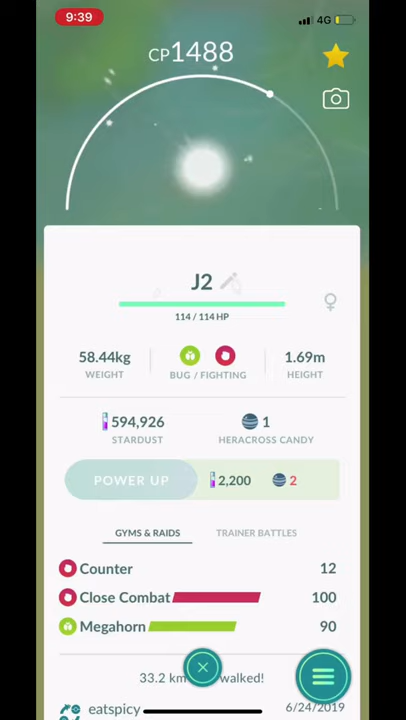 9:39
4G
CP1488
J2
114 / 114 HP
58.44kg
WEIGHT
BUG / FIGHTING
1.69m
HEIGHT
594,926
STARDUST
1
HERACROSS CANDY
POWER UP
2,200
2
GYMS & RAIDS
TRAINER BATTLES
Counter 12
Close Combat 100
Megahorn 90
33.2 km walked!
eatspicy
6/24/2019